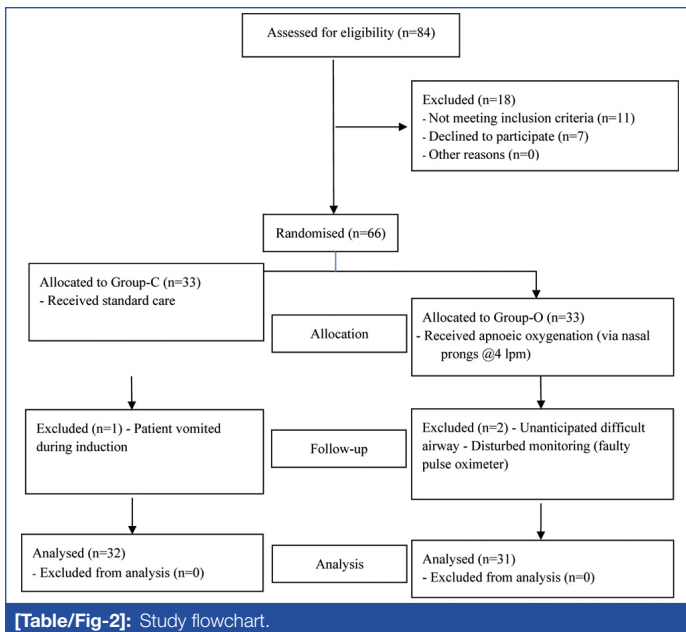 Assessed for eligibility (n=84)
Excluded (n=18)
- Not meeting inclusion criteria (n=11)
- Declined to participate (n=7)
- Other reasons (n=0)
Randomised (n=66)
Allocated to Group-C (n=33)
- Received standard care
Allocation
Allocated to Group-O (n=33)
- Received apnoeic oxygenation (via nasal
prongs @4 lpm)
Excluded (n=1) - Patient vomited
during induction
Follow-up
Excluded (n=2) - Unanticipated difficult
airway - Disturbed monitoring (faulty
pulse oximeter)
Analysed (n=32)
- Excluded from analysis (n=0)
Analysis
Analysed (n=31)
- Excluded from analysis (n=0)
[Table/Fig-2]: Study flowchart.